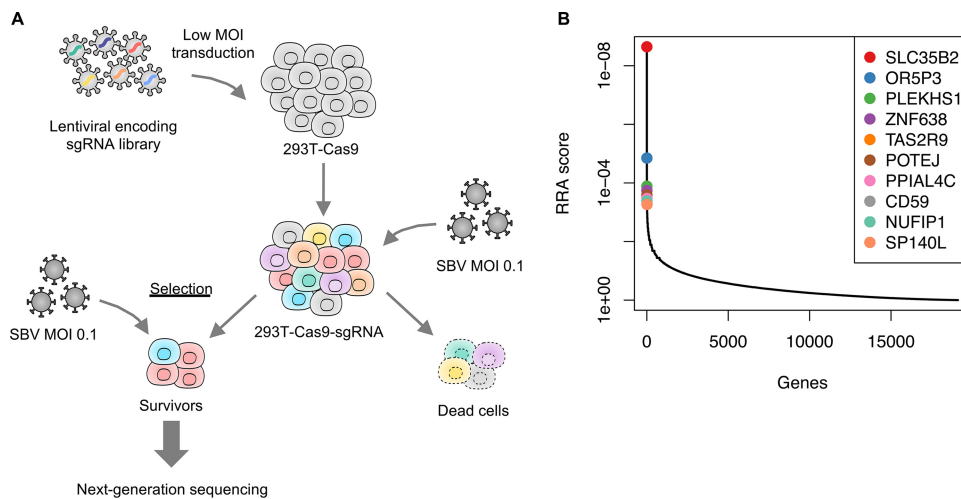 A
Low MOI
transduction
Lentiviral encoding
sgRNA library
293T-Cas9
SBV MOI 0.1
Selection
SBV MOI 0.1
293T-Cas9-sgRNA
Survivors
Dead cells
Next-generation sequencing
B
RRA score
1e-08
1e-04
1e+00
0
5000
10000
15000
Genes
SLC35B2
OR5P3
PLEKHS1
ZNF638
TAS2R9
POTEJ
PPIAL4C
CD59
NUFIP1
SP140L